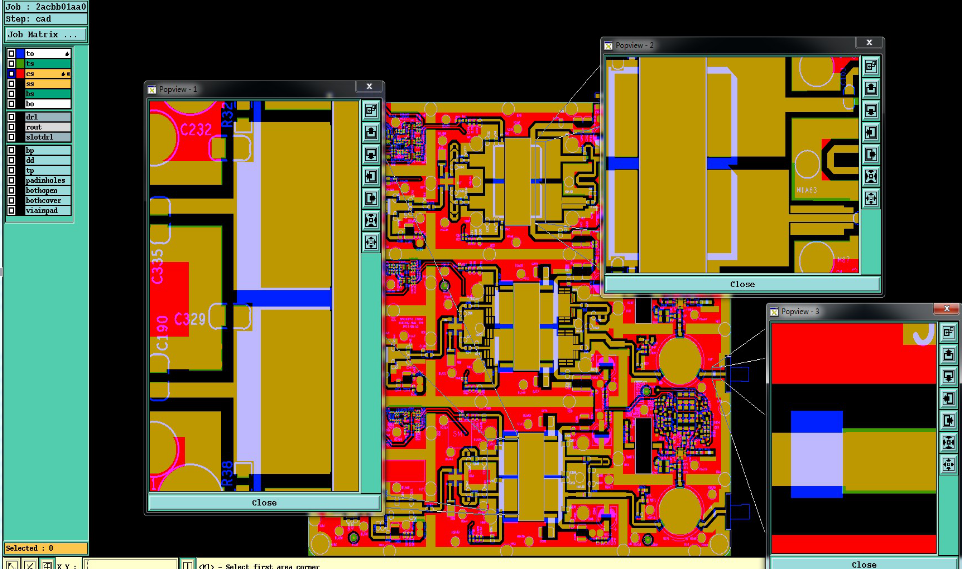 Job : 2acbb01aa0
Step: cad
Job Matrix ...
to
ts
cs
ss
bs
bo
drl
rout
slotdrl
bp
dd
tp
padinholes
bothopen
bothcover
viainpad
Selected : 0
X Y :
<M1> - Select first area corner
Popview - 1
C232
R32
C335
C329
C190
R38
Close
Popview - 2
Close
Popview - 3
Close